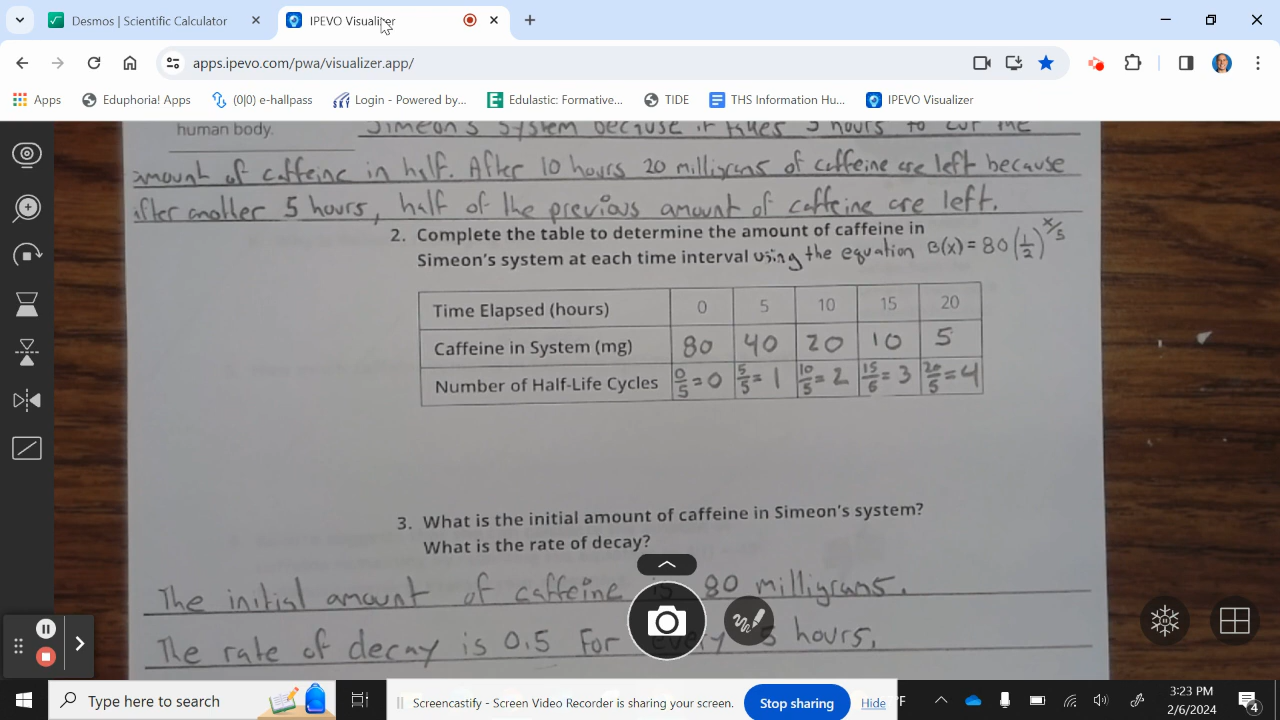 Desmos | Scientific Calculator
IPEVO Visualizer
apps.ipevo.com/pwa/visualizer.app/
Apps
Eduphoria! Apps
(0|0) e-hallpass
Login - Powered by...
Edulastic: Formative...
TIDE
THS Information Hu...
IPEVO Visualizer
human body. Simeon's system because it takes 5 hours to cut the
amount of caffeine in half. After 10 hours 20 milligrams of caffeine are left because
after another 5 hours, half of the previous amount of caffeine are left.
2. Complete the table to determine the amount of caffeine in
Simeon's system at each time interval using the equation B(x) = 80(1/2)^x/5
Time Elapsed (hours) 0 5 10 15 20
Caffeine in System (mg) 80 40 20 10 5
Number of Half-Life Cycles 0/5=0 5/5=1 10/5=2 15/5=3 20/5=4
3. What is the initial amount of caffeine in Simeon's system?
What is the rate of decay?
The initial amount of caffeine is 80 milligrams.
The rate of decay is 0.5 for every 5 hours.
Type here to search
Screencastify - Screen Video Recorder is sharing your screen.
Stop sharing
Hide
3:23 PM
2/6/2024
4